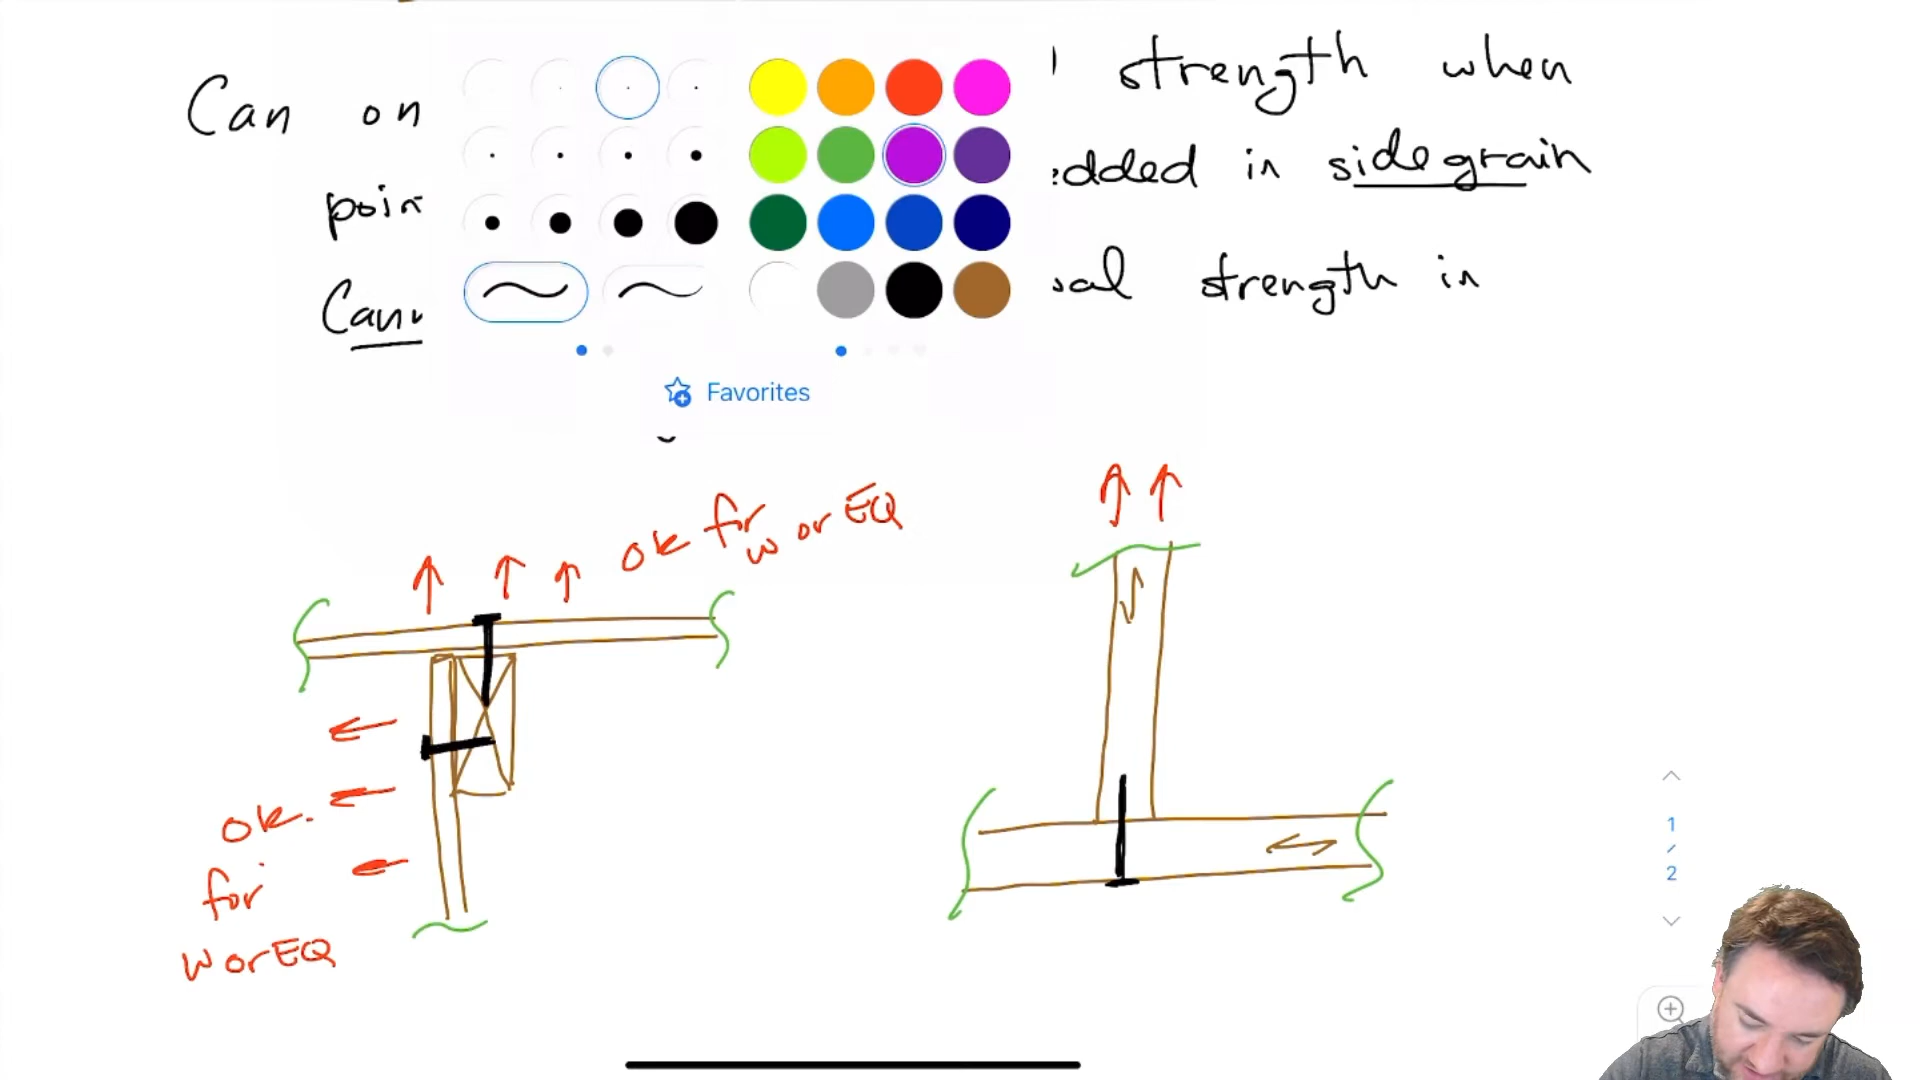 Can on strength when
dded in sidegrain
poin
Can strength in
Favorites
ok for
w or EQ
ok.
for
W or EQ
1
/
2